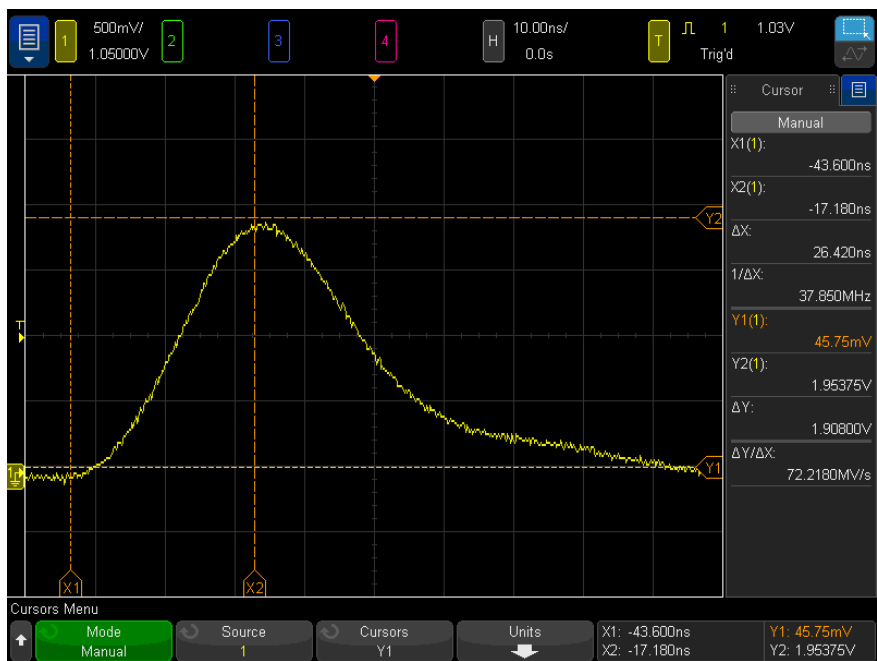 1 500mV/ 1.05000V 2 3 4 H 10.00ns/ 0.0s T 1 1.03V Trig'd
Cursor
Manual
X1(1):
-43.600ns
X2(1):
-17.180ns
ΔX:
26.420ns
1/ΔX:
37.850MHz
Y1(1):
45.75mV
Y2(1):
1.95375V
ΔY:
1.90800V
ΔY/ΔX:
72.2180MV/s
Y2
T
1
Y1
X1 X2
Cursors Menu
Mode Source Cursors Units X1: -43.600ns Y1: 45.75mV
Manual 1 Y1 X2: -17.180ns Y2: 1.95375V